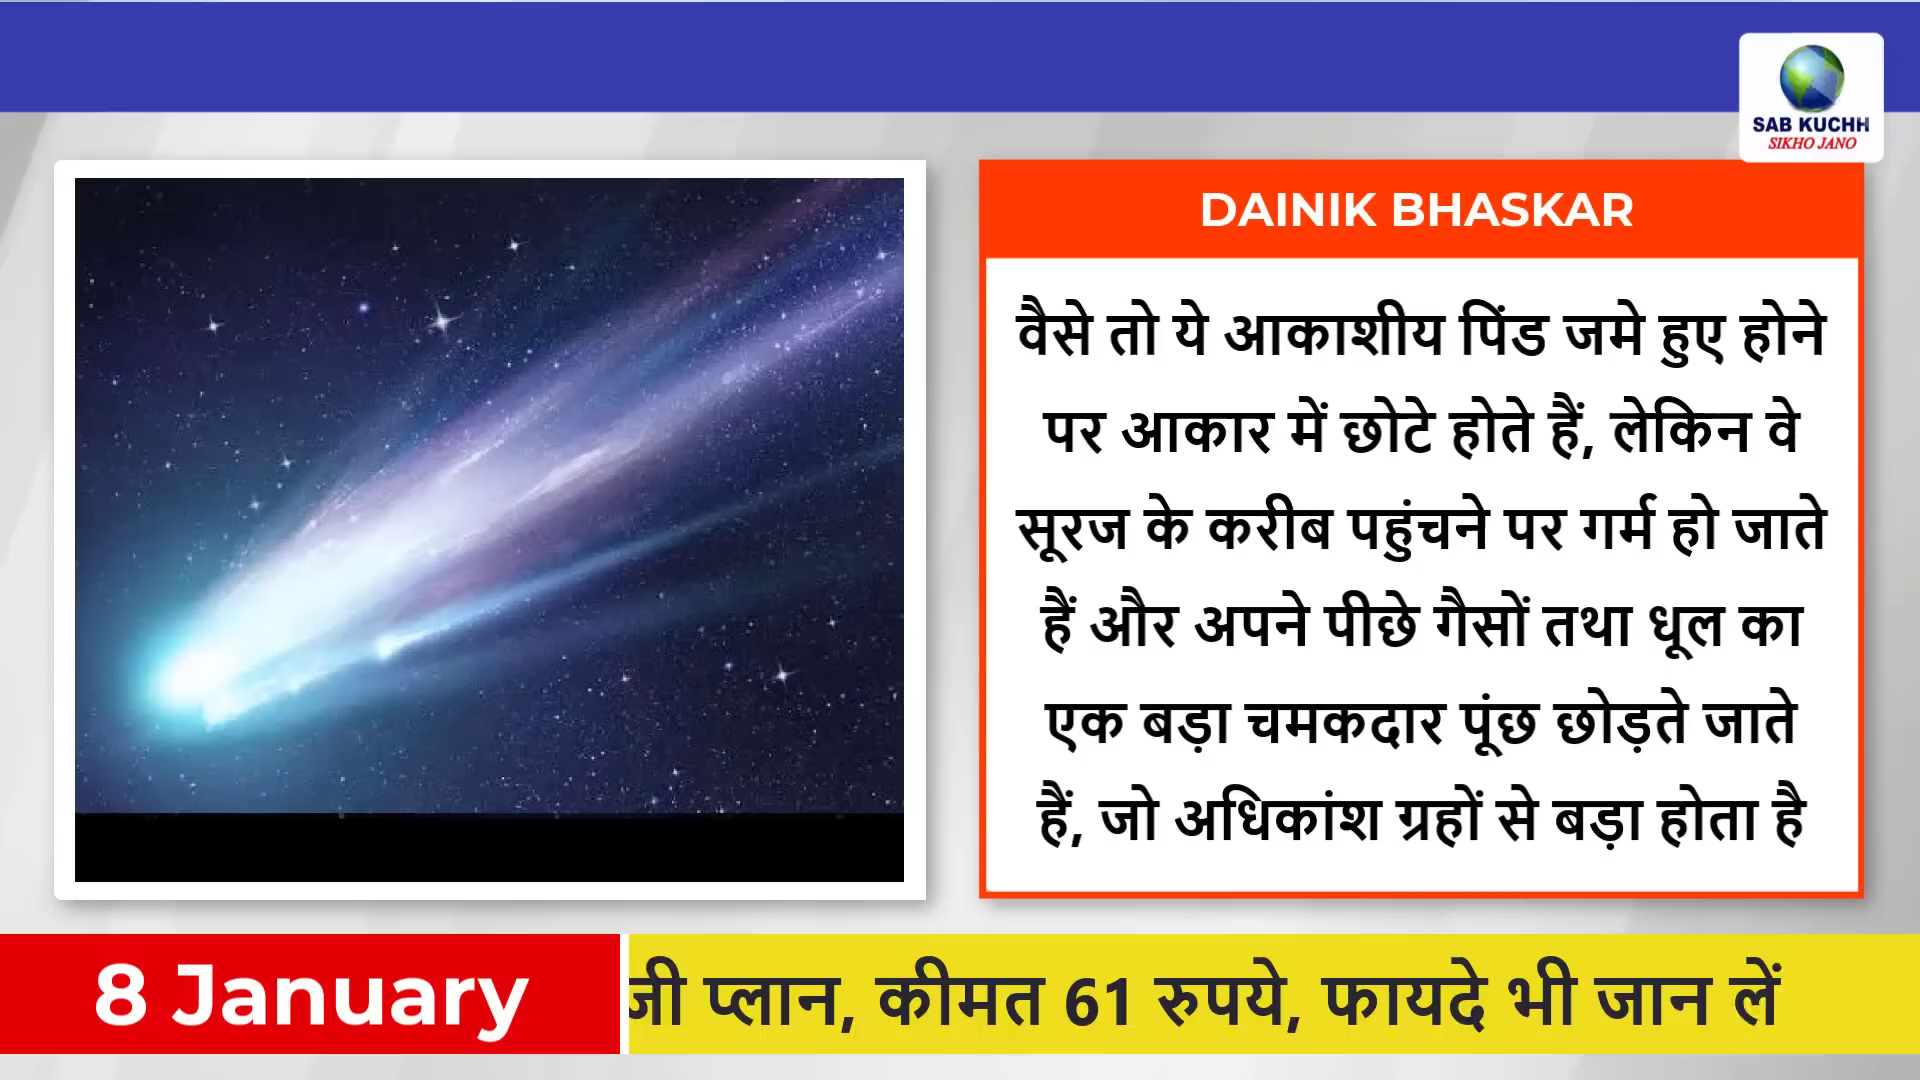 SAB KUCHH
SIKHO JANO
DAINIK BHASKAR
वैसे तो ये आकाशीय पिंड जमे हुए होने
पर आकार में छोटे होते हैं, लेकिन वे
सूरज के करीब पहुंचने पर गर्म हो जाते
हैं और अपने पीछे गैसों तथा धूल का
एक बड़ा चमकदार पूंछ छोड़ते जाते
हैं, जो अधिकांश ग्रहों से बड़ा होता है
8 January
जी प्लान, कीमत 61 रुपये, फायदे भी जान लें